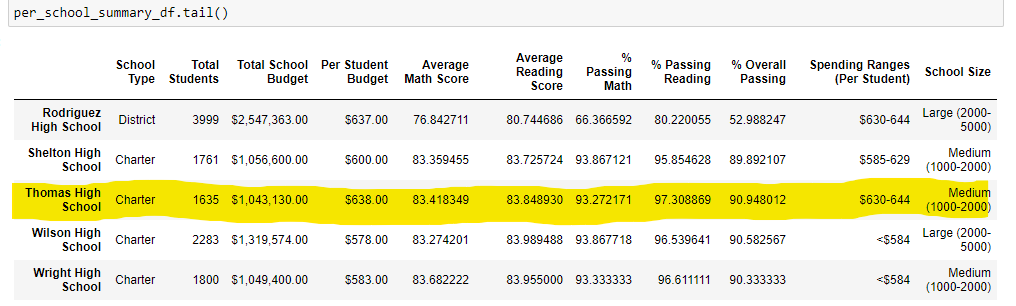 per_school_summary_df.tail()
School Type Total Students Total School Budget Per Student Budget Average Math Score Average Reading Score % Passing Math % Passing Reading % Overall Passing Spending Ranges (Per Student) School Size
Rodriguez High School District 3999 $2,547,363.00 $637.00 76.842711 80.744686 66.366592 80.220055 52.988247 $630-644 Large (2000-5000)
Shelton High School Charter 1761 $1,056,600.00 $600.00 83.359455 83.725724 93.867121 95.854628 89.892107 $585-629 Medium (1000-2000)
Thomas High School Charter 1635 $1,043,130.00 $638.00 83.418349 83.848930 93.272171 97.308869 90.948012 $630-644 Medium (1000-2000)
Wilson High School Charter 2283 $1,319,574.00 $578.00 83.274201 83.989488 93.867718 96.539641 90.582567 <$584 Large (2000-5000)
Wright High School Charter 1800 $1,049,400.00 $583.00 83.682222 83.955000 93.333333 96.611111 90.333333 <$584 Medium (1000-2000)